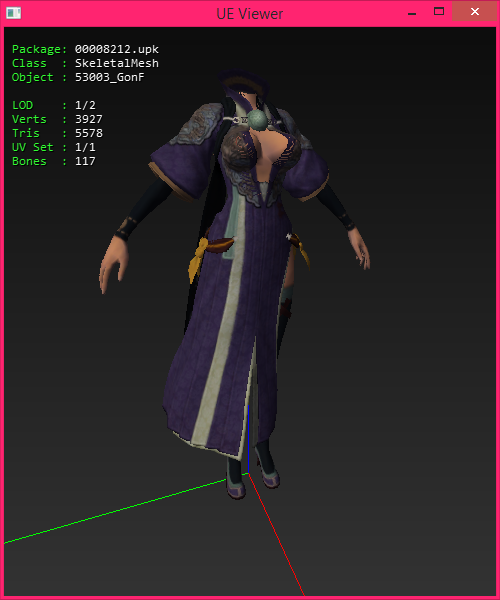 UE Viewer
Package: 00008212.upk
Class  : SkeletalMesh
Object : 53003_GonF
LOD    : 1/2
Verts  : 3927
Tris   : 5578
UV Set : 1/1
Bones  : 117